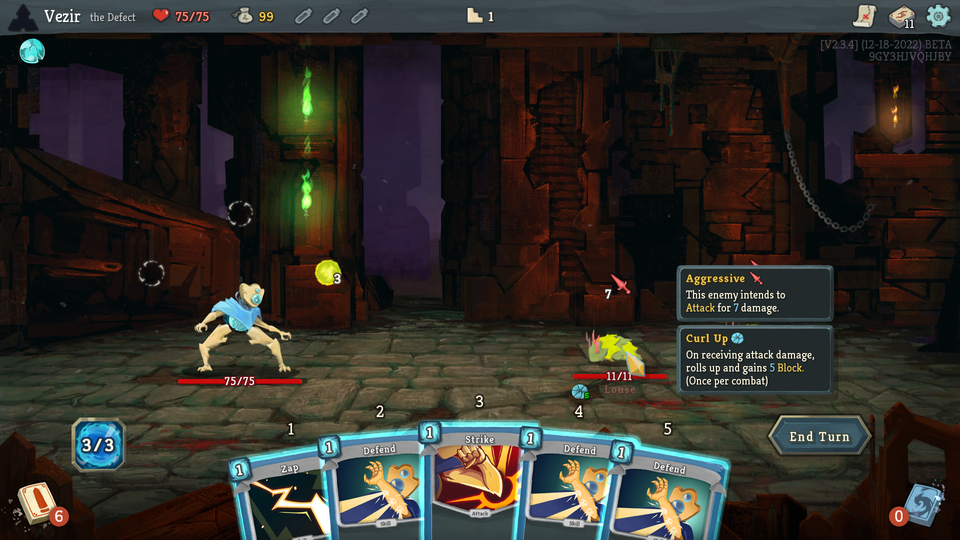 Vezir the Defect 75/75 99 1 11
[V2.3.4] (12-18-2022) BETA
9GY3HJVQHJBY
3
7
Aggressive
This enemy intends to
Attack for 7 damage.
Curl Up
On receiving attack damage,
rolls up and gains 5 Block.
(Once per combat)
75/75
11/11
Louse
5
1 2 3 4 5
3/3
End Turn
1 Zap
1 Defend
Skill
1 Strike
Attack
1 Defend
Skill
1 Defend
6
0